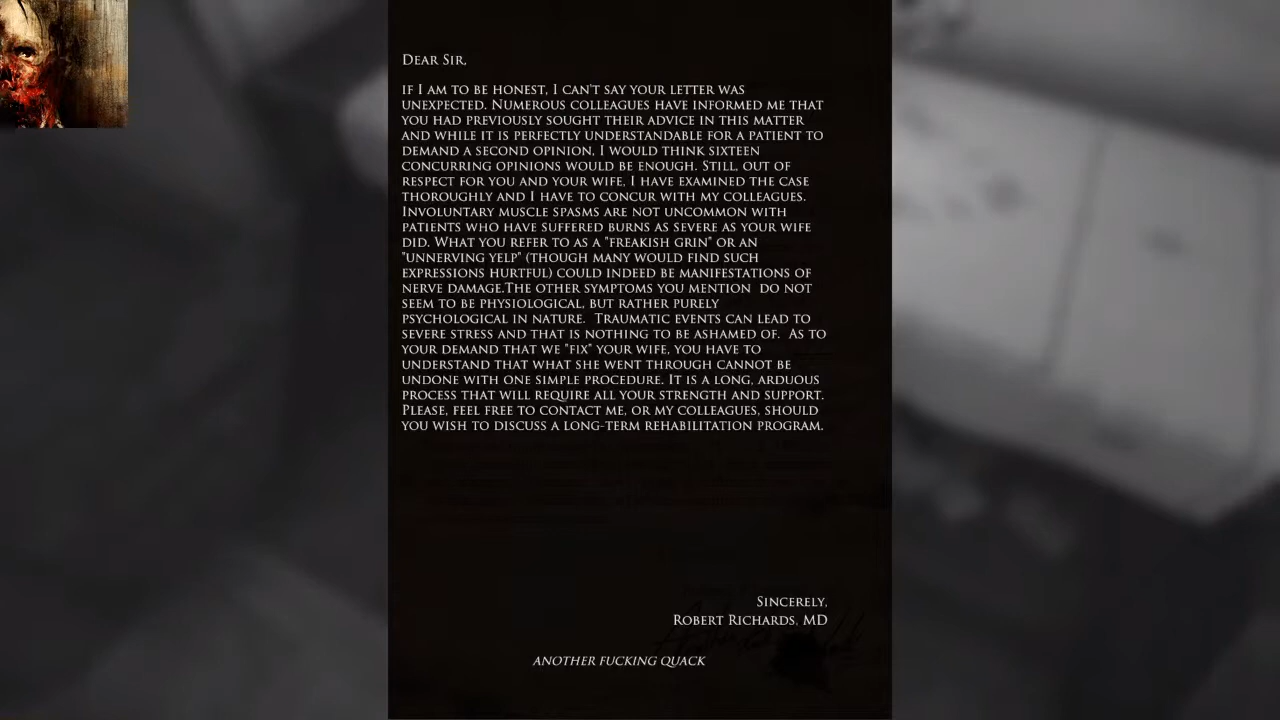 Dear Sir,
if I am to be honest, I can't say your letter was
unexpected. Numerous colleagues have informed me that
you had previously sought their advice in this matter
and while it is perfectly understandable for a patient to
demand a second opinion, I would think sixteen
concurring opinions would be enough. Still, out of
respect for you and your wife, I have examined the case
thoroughly and I have to concur with my colleagues.
Involuntary muscle spasms are not uncommon with
patients who have suffered burns as severe as your wife
did. What you refer to as a "freakish grin" or an
"unnerving yelp" (though many would find such
expressions hurtful) could indeed be manifestations of
nerve damage.The other symptoms you mention  do not
seem to be physiological, but rather purely
psychological in nature.  Traumatic events can lead to
severe stress and that is nothing to be ashamed of.  As to
your demand that we "fix" your wife, you have to
understand that what she went through cannot be
undone with one simple procedure. It is a long, arduous
process that will require all your strength and support.
Please, feel free to contact me, or my colleagues, should
you wish to discuss a long-term rehabilitation program.
Sincerely,
Robert Richards, MD
ANOTHER FUCKING QUACK